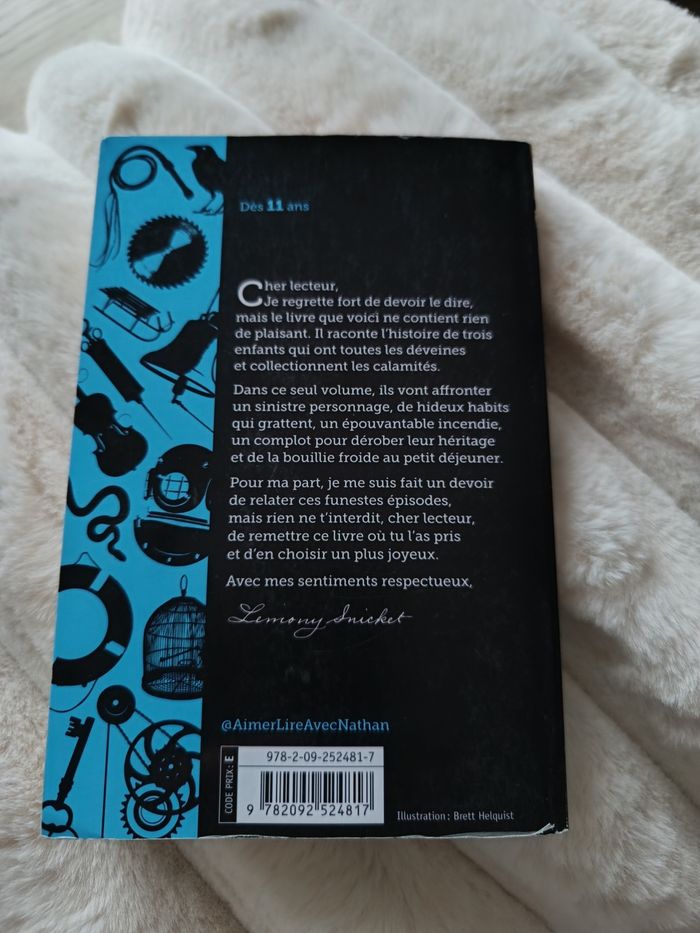 Dès 11 ans
Cher lecteur,
Je regrette fort de devoir le dire,
mais le livre que voici ne contient rien
de plaisant. Il raconte l'histoire de trois
enfants qui ont toutes les déveines
et collectionnent les calamités.
Dans ce seul volume, ils vont affronter
un sinistre personnage, de hideux habits
qui grattent, un épouvantable incendie,
un complot pour dérober leur héritage
et de la bouillie froide au petit déjeuner.
Pour ma part, je me suis fait un devoir
de relater ces funestes épisodes,
mais rien ne t'interdit, cher lecteur,
de remettre ce livre où tu l'as pris
et d'en choisir un plus joyeux.
Avec mes sentiments respectueux,
Lemony Snicket
@AimerLireAvecNathan
CODE PRIX: E
978-2-09-252481-7
9 782092 524817
Illustration : Brett Helquist